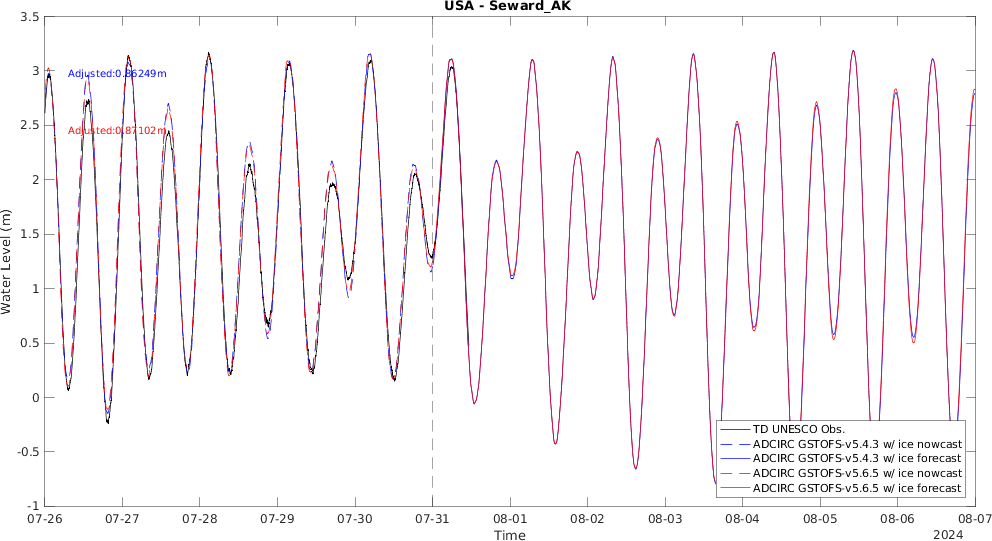 USA - Seward_AK
3.5
3
2.5
2
1.5
1
0.5
0
-0.5
-1
Water Level (m)
Adjusted:0.86249m
Adjusted:0.87102m
TD UNESCO Obs.
ADCIRC GSTOFS-v5.4.3 w/ ice nowcast
ADCIRC GSTOFS-v5.4.3 w/ ice forecast
ADCIRC GSTOFS-v5.6.5 w/ ice nowcast
ADCIRC GSTOFS-v5.6.5 w/ ice forecast
07-26 07-27 07-28 07-29 07-30 07-31 08-01 08-02 08-03 08-04 08-05 08-06 08-07
Time
2024